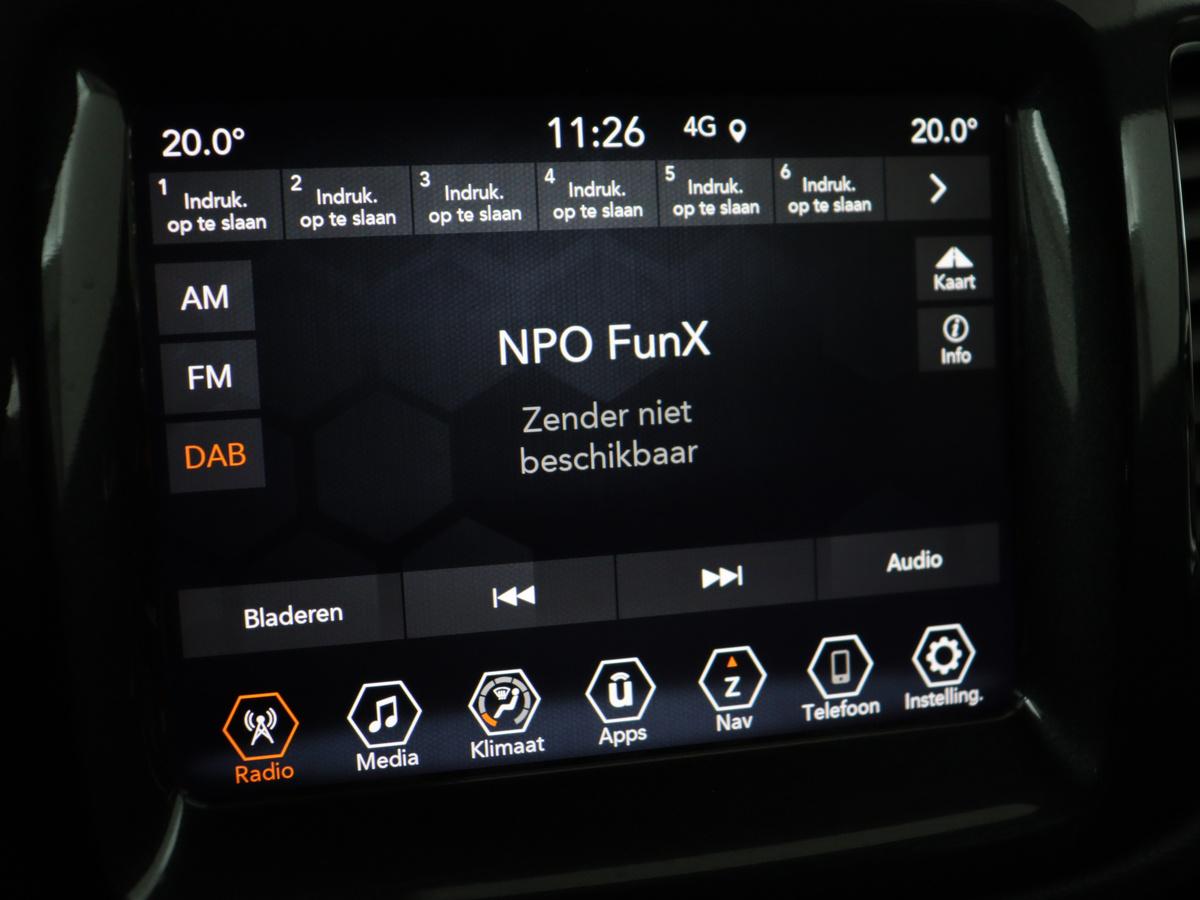 20.0° 11:26 4G 20.0°
1 Indruk. op te slaan
2 Indruk. op te slaan
3 Indruk. op te slaan
4 Indruk. op te slaan
5 Indruk. op te slaan
6 Indruk. op te slaan
AM
FM
DAB
NPO FunX
Zender niet
beschikbaar
Kaart
Info
Bladeren
Audio
Radio
Media
Klimaat
û
Apps
Z
Nav
Telefoon
Instelling.